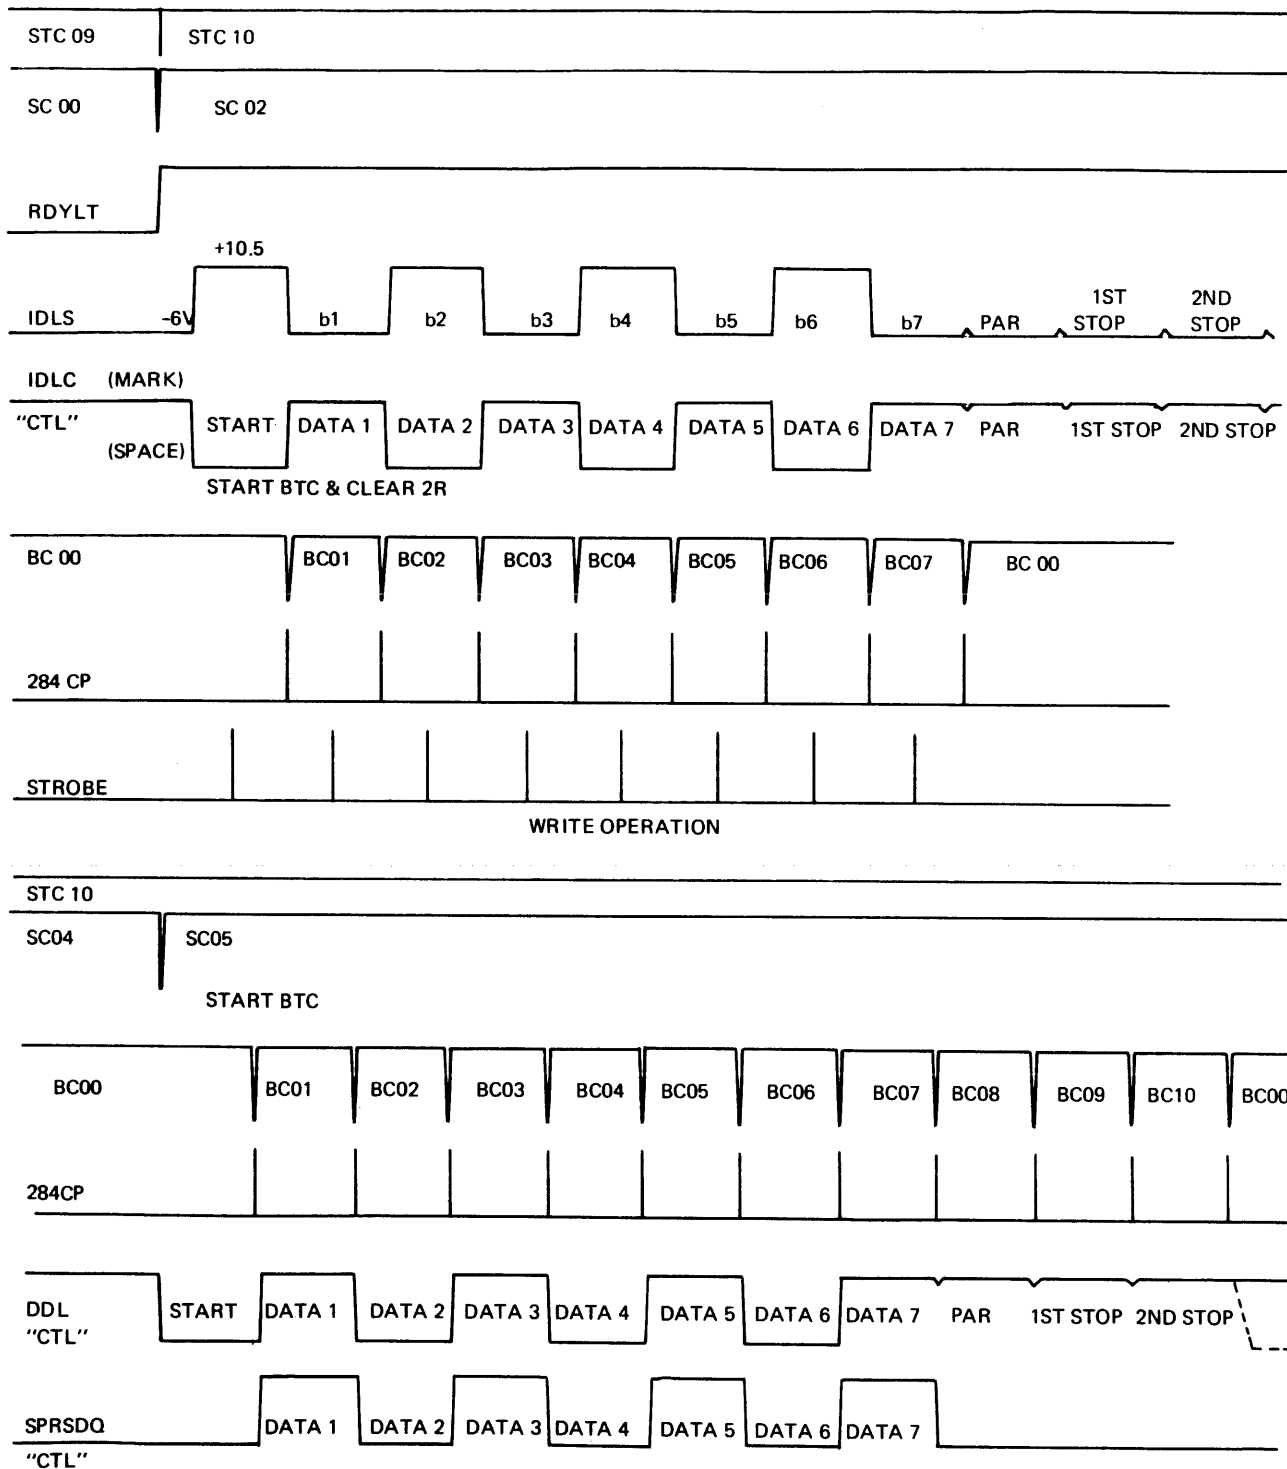 STC 09 STC 10
SC 00 SC 02
RDYLT
+10.5
IDLS -6V b1 b2 b3 b4 b5 b6 b7 PAR 1ST STOP 2ND STOP
IDLC (MARK)
"CTL" START DATA 1 DATA 2 DATA 3 DATA 4 DATA 5 DATA 6 DATA 7 PAR 1ST STOP 2ND STOP
(SPACE)
START BTC & CLEAR 2R
BC 00 BC01 BC02 BC03 BC04 BC05 BC06 BC07 BC 00
284 CP
STROBE
WRITE OPERATION
STC 10
SC04 SC05
START BTC
BC00 BC01 BC02 BC03 BC04 BC05 BC06 BC07 BC08 BC09 BC10 BC00
284CP
DDL START DATA 1 DATA 2 DATA 3 DATA 4 DATA 5 DATA 6 DATA 7 PAR 1ST STOP 2ND STOP
"CTL"
SPRSDQ DATA 1 DATA 2 DATA 3 DATA 4 DATA 5 DATA 6 DATA 7
"CTL"